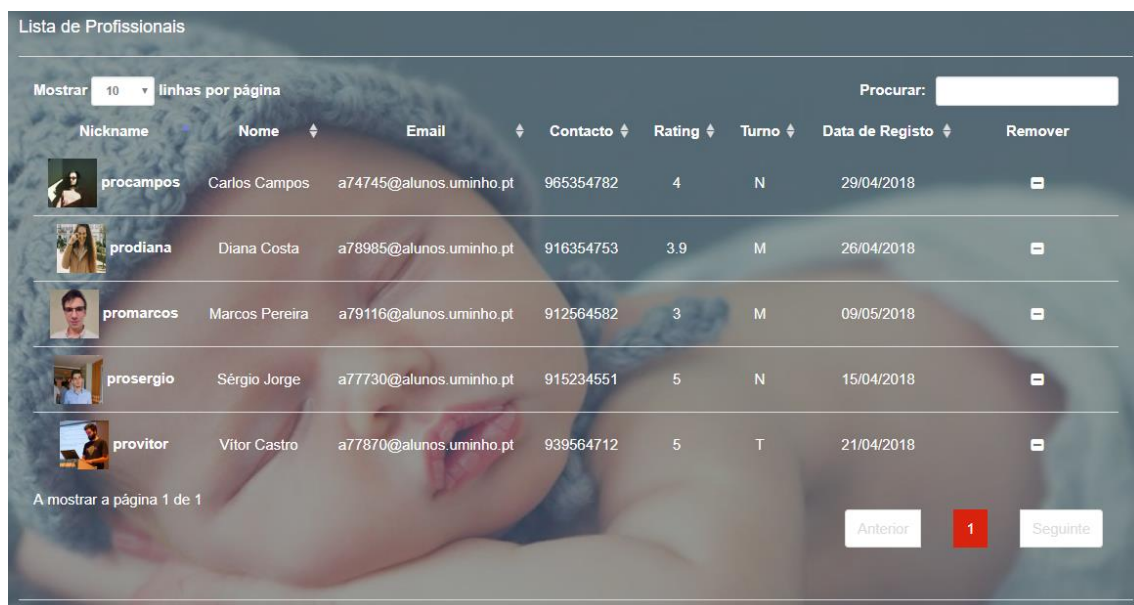 Lista de Profissionais
Mostrar 10 linhas por página Procurar:
Nickname Nome Email Contacto Rating Turno Data de Registo Remover
procampos Carlos Campos a74745@alunos.uminho.pt 965354782 4 N 29/04/2018
prodiana Diana Costa a78985@alunos.uminho.pt 916354753 3.9 M 26/04/2018
promarcos Marcos Pereira a79116@alunos.uminho.pt 912564582 3 M 09/05/2018
prosergio Sérgio Jorge a77730@alunos.uminho.pt 915234551 5 N 15/04/2018
provitor Vítor Castro a77870@alunos.uminho.pt 939564712 5 T 21/04/2018
A mostrar a página 1 de 1
Anterior 1 Seguinte